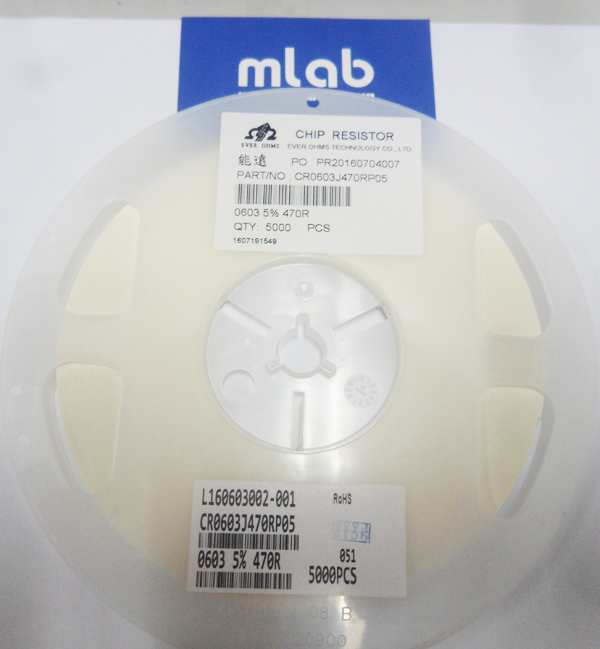 mlab
CHIP RESISTOR
EVER OHMS
EVER OHMS TECHNOLOGY CO., LTD
能遠 PO : PR20160704007
PART/NO : CR0603J470RP05
0603 5% 470R
QTY: 5000 PCS
1607191549
L160603002-001 RoHS
CR0603J470RP05
0603 5% 470R 051
5000PCS
08 B